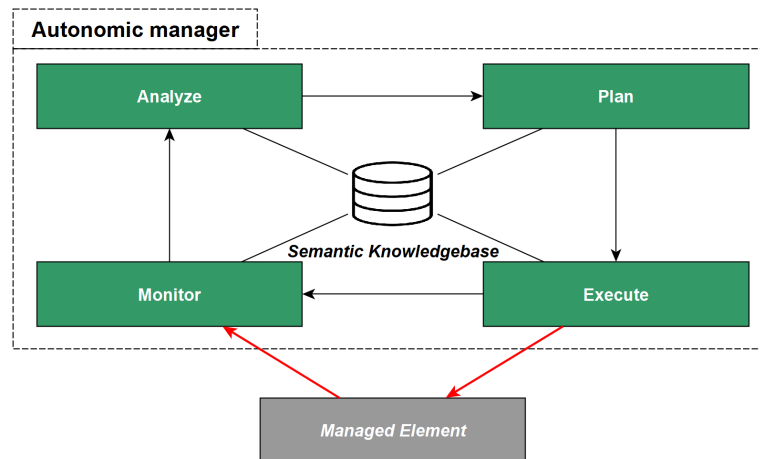 Autonomic manager
Analyze
Plan
Semantic Knowledgebase
Monitor
Execute
Managed Element